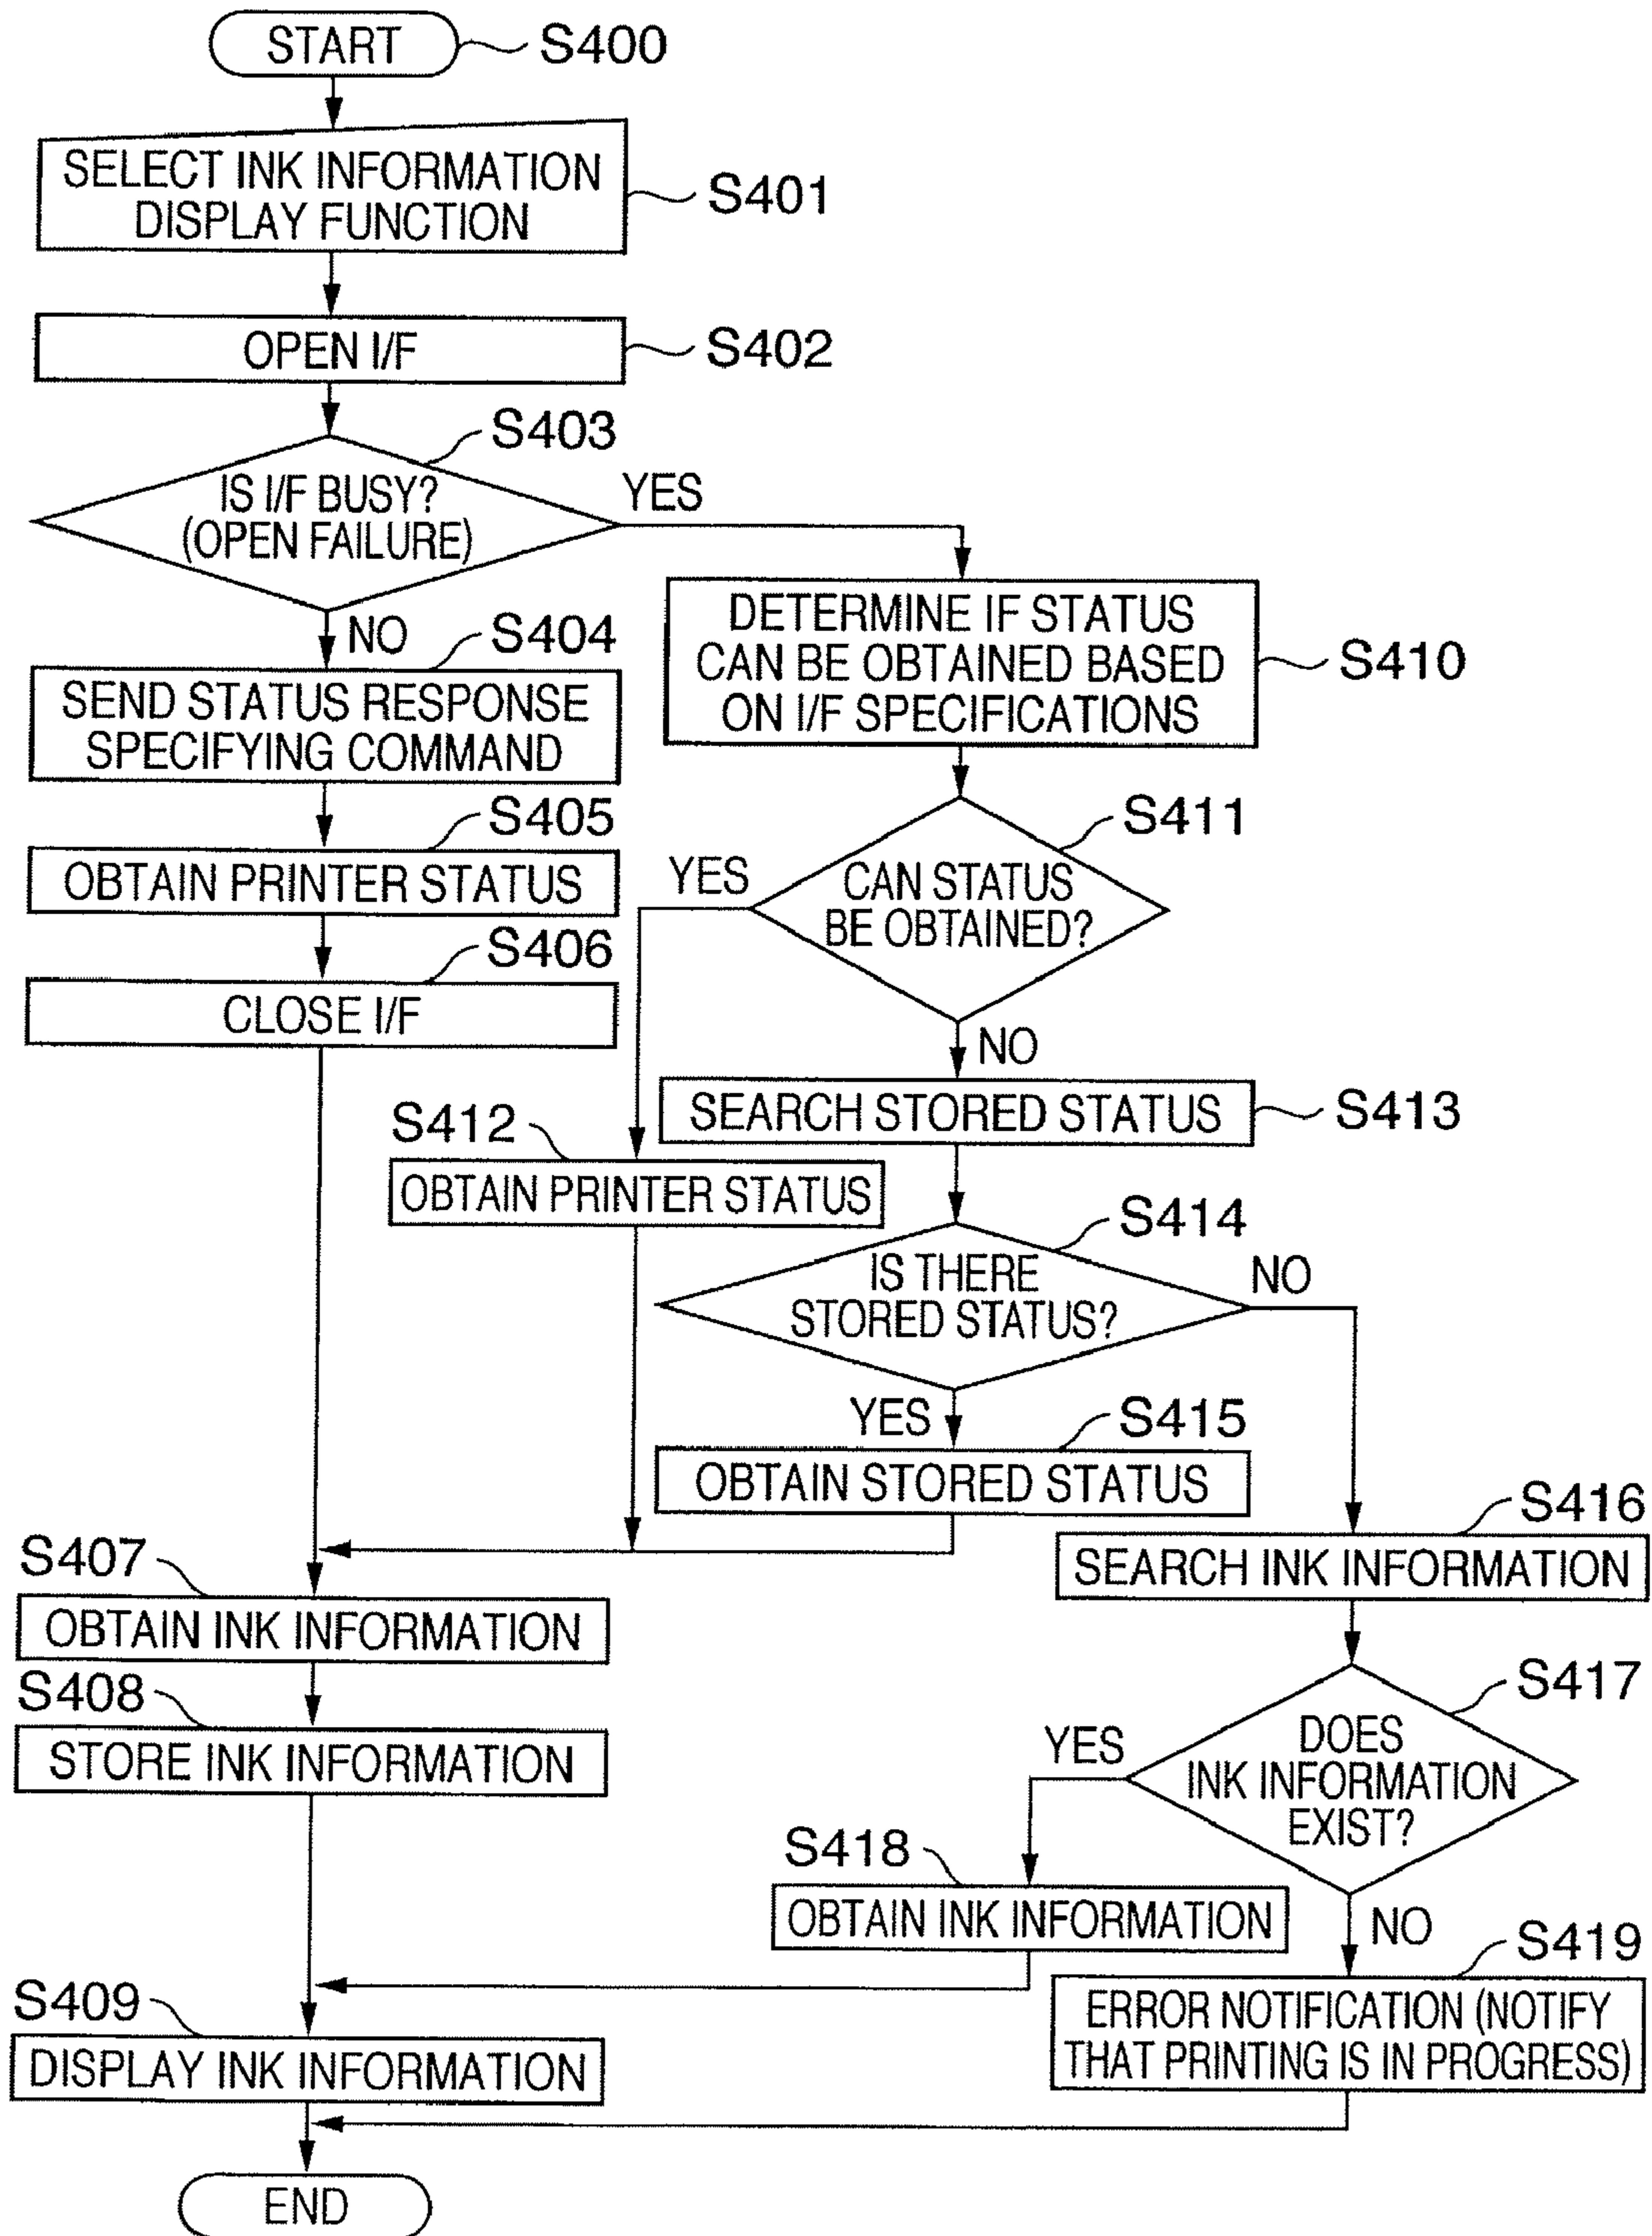 START
S400
SELECT INK INFORMATION
DISPLAY FUNCTION
S401
OPEN I/F
S402
S403
IS I/F BUSY?
(OPEN FAILURE)
YES
NO
S404
SEND STATUS RESPONSE
SPECIFYING COMMAND
S405
OBTAIN PRINTER STATUS
S406
CLOSE I/F
DETERMINE IF STATUS
CAN BE OBTAINED BASED
ON I/F SPECIFICATIONS
S410
S411
CAN STATUS
BE OBTAINED?
YES
NO
S412
OBTAIN PRINTER STATUS
SEARCH STORED STATUS
S413
S414
IS THERE
STORED STATUS?
NO
YES
S415
OBTAIN STORED STATUS
S416
SEARCH INK INFORMATION
S407
OBTAIN INK INFORMATION
S408
STORE INK INFORMATION
S417
DOES
INK INFORMATION
EXIST?
YES
NO
S418
OBTAIN INK INFORMATION
S419
ERROR NOTIFICATION (NOTIFY
THAT PRINTING IS IN PROGRESS)
S409
DISPLAY INK INFORMATION
END